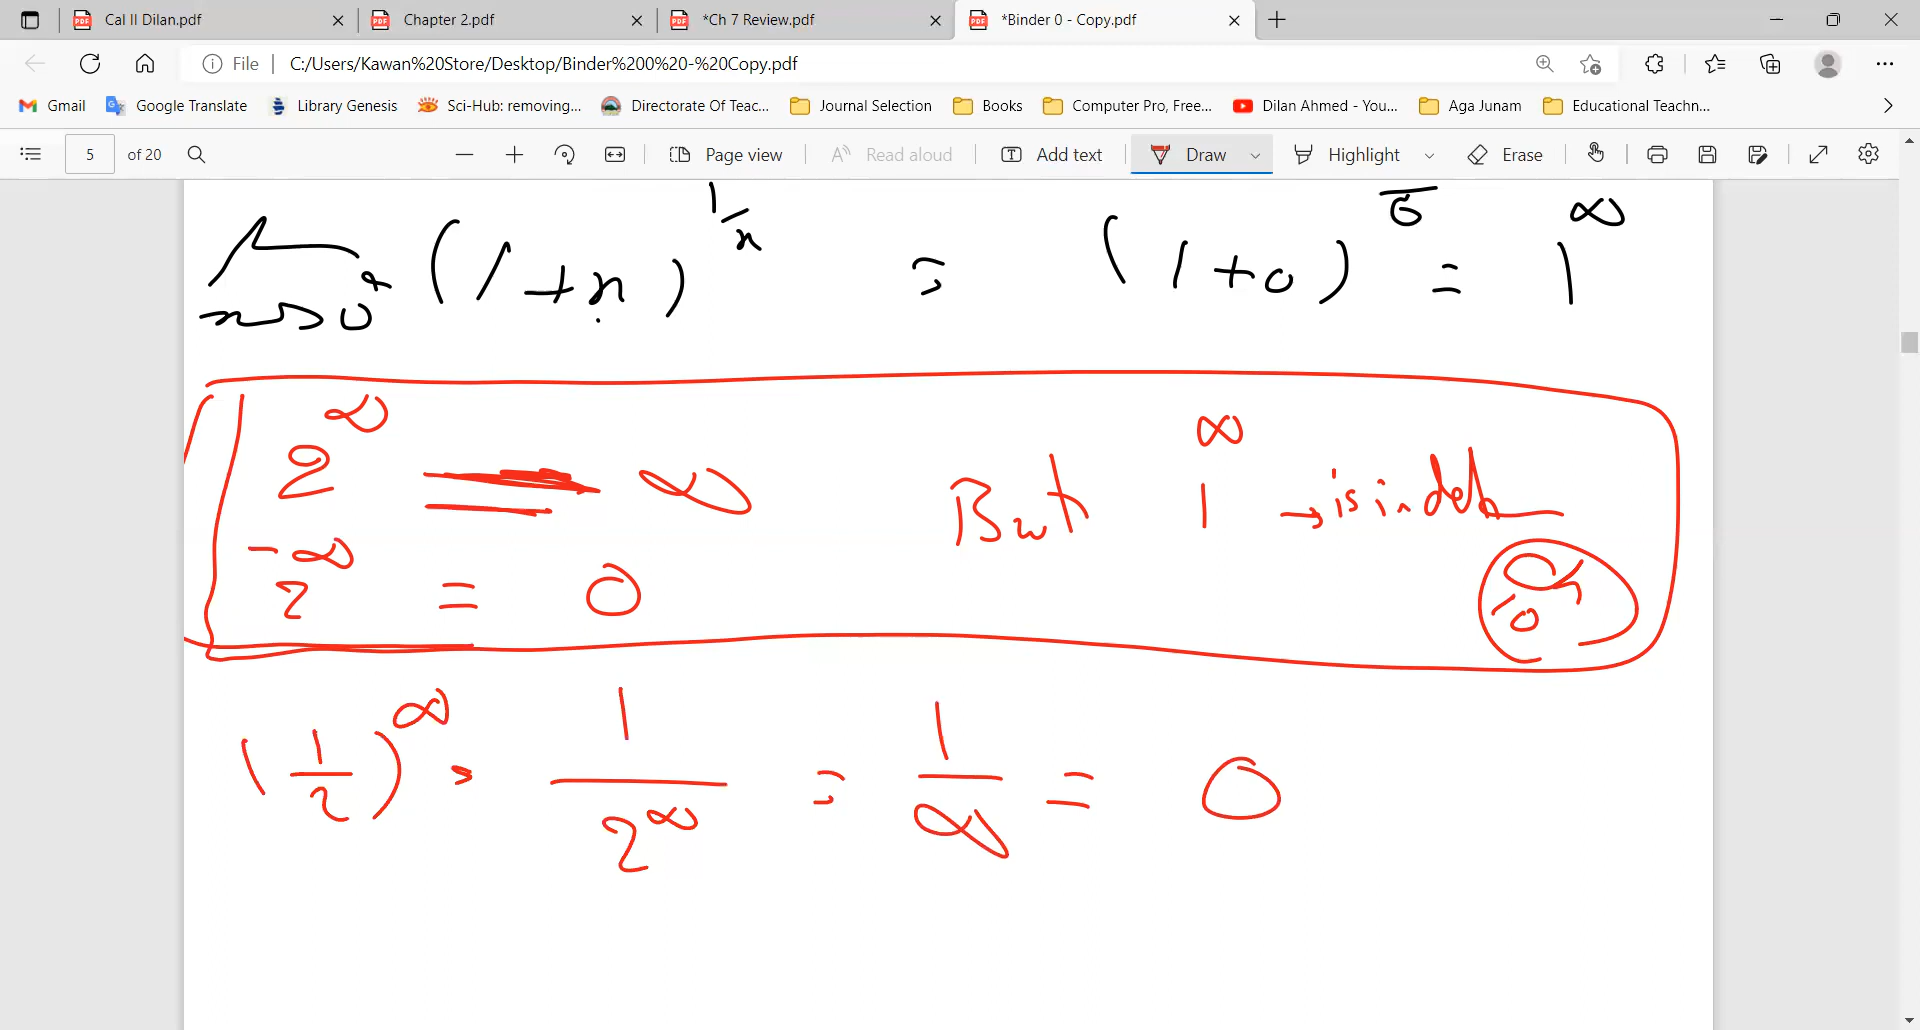 Cal II Dilan.pdf
Chapter 2.pdf
*Ch 7 Review.pdf
*Binder 0 - Copy.pdf
File C:/Users/Kawan%20Store/Desktop/Binder%200%20-%20Copy.pdf
Gmail Google Translate Library Genesis Sci-Hub: removing... Directorate Of Teac... Journal Selection Books Computer Pro, Free... Dilan Ahmed - You... Aga Junam Educational Teachn...
5 of 20 Page view Read aloud Add text Draw Highlight Erase
(1+x)^1/x = (1+0) = 1^∞
2^∞ = ∞ But 1^∞ → is indet
2^-∞ = 0
(1/2)^∞ = 1/2^∞ = 1/∞ = 0